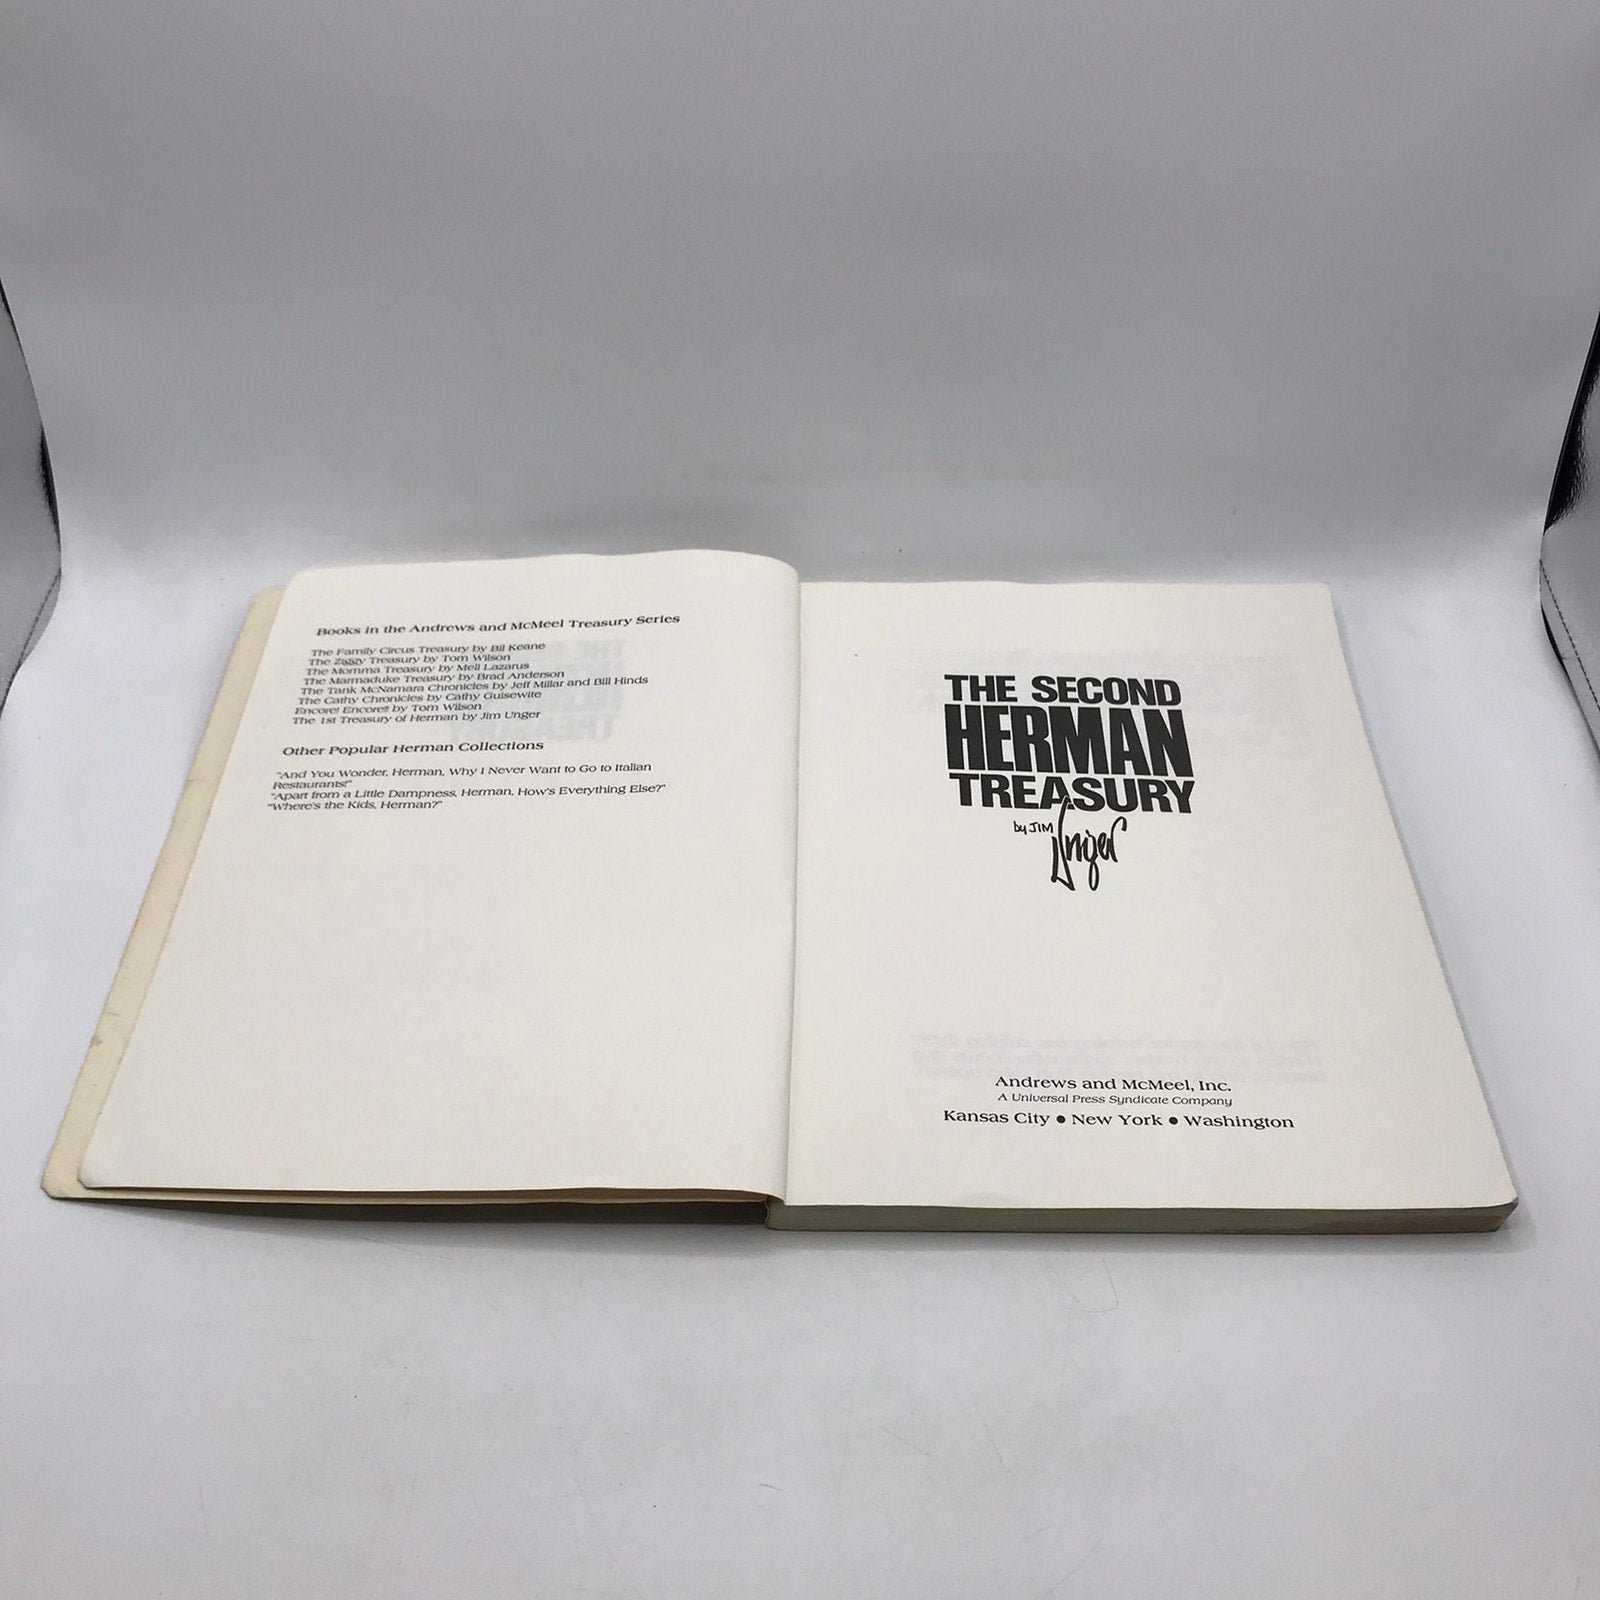 Books in the Andrews and McMeel Treasury Series
The Family Circus Treasury by Bil Keane
The Ziggy Treasury by Tom Wilson
The Momma Treasury by Mell Lazarus
The Marmaduke Treasury by Brad Anderson
The Tank McNamara Chronicles by Jeff Millar and Bill Hinds
The Cathy Chronicles by Cathy Guisewite
Encore! Encore!! by Tom Wilson
The 1st Treasury of Herman by Jim Unger
Other Popular Herman Collections
"And You Wonder, Herman, Why I Never Want to Go to Italian
Restaurants!"
"Apart from a Little Dampness, Herman, How's Everything Else?"
"Where's the Kids, Herman?"
THE SECOND
HERMAN
TREASURY
by JIM Unger
Andrews and McMeel, Inc.
A Universal Press Syndicate Company
Kansas City ● New York ● Washington